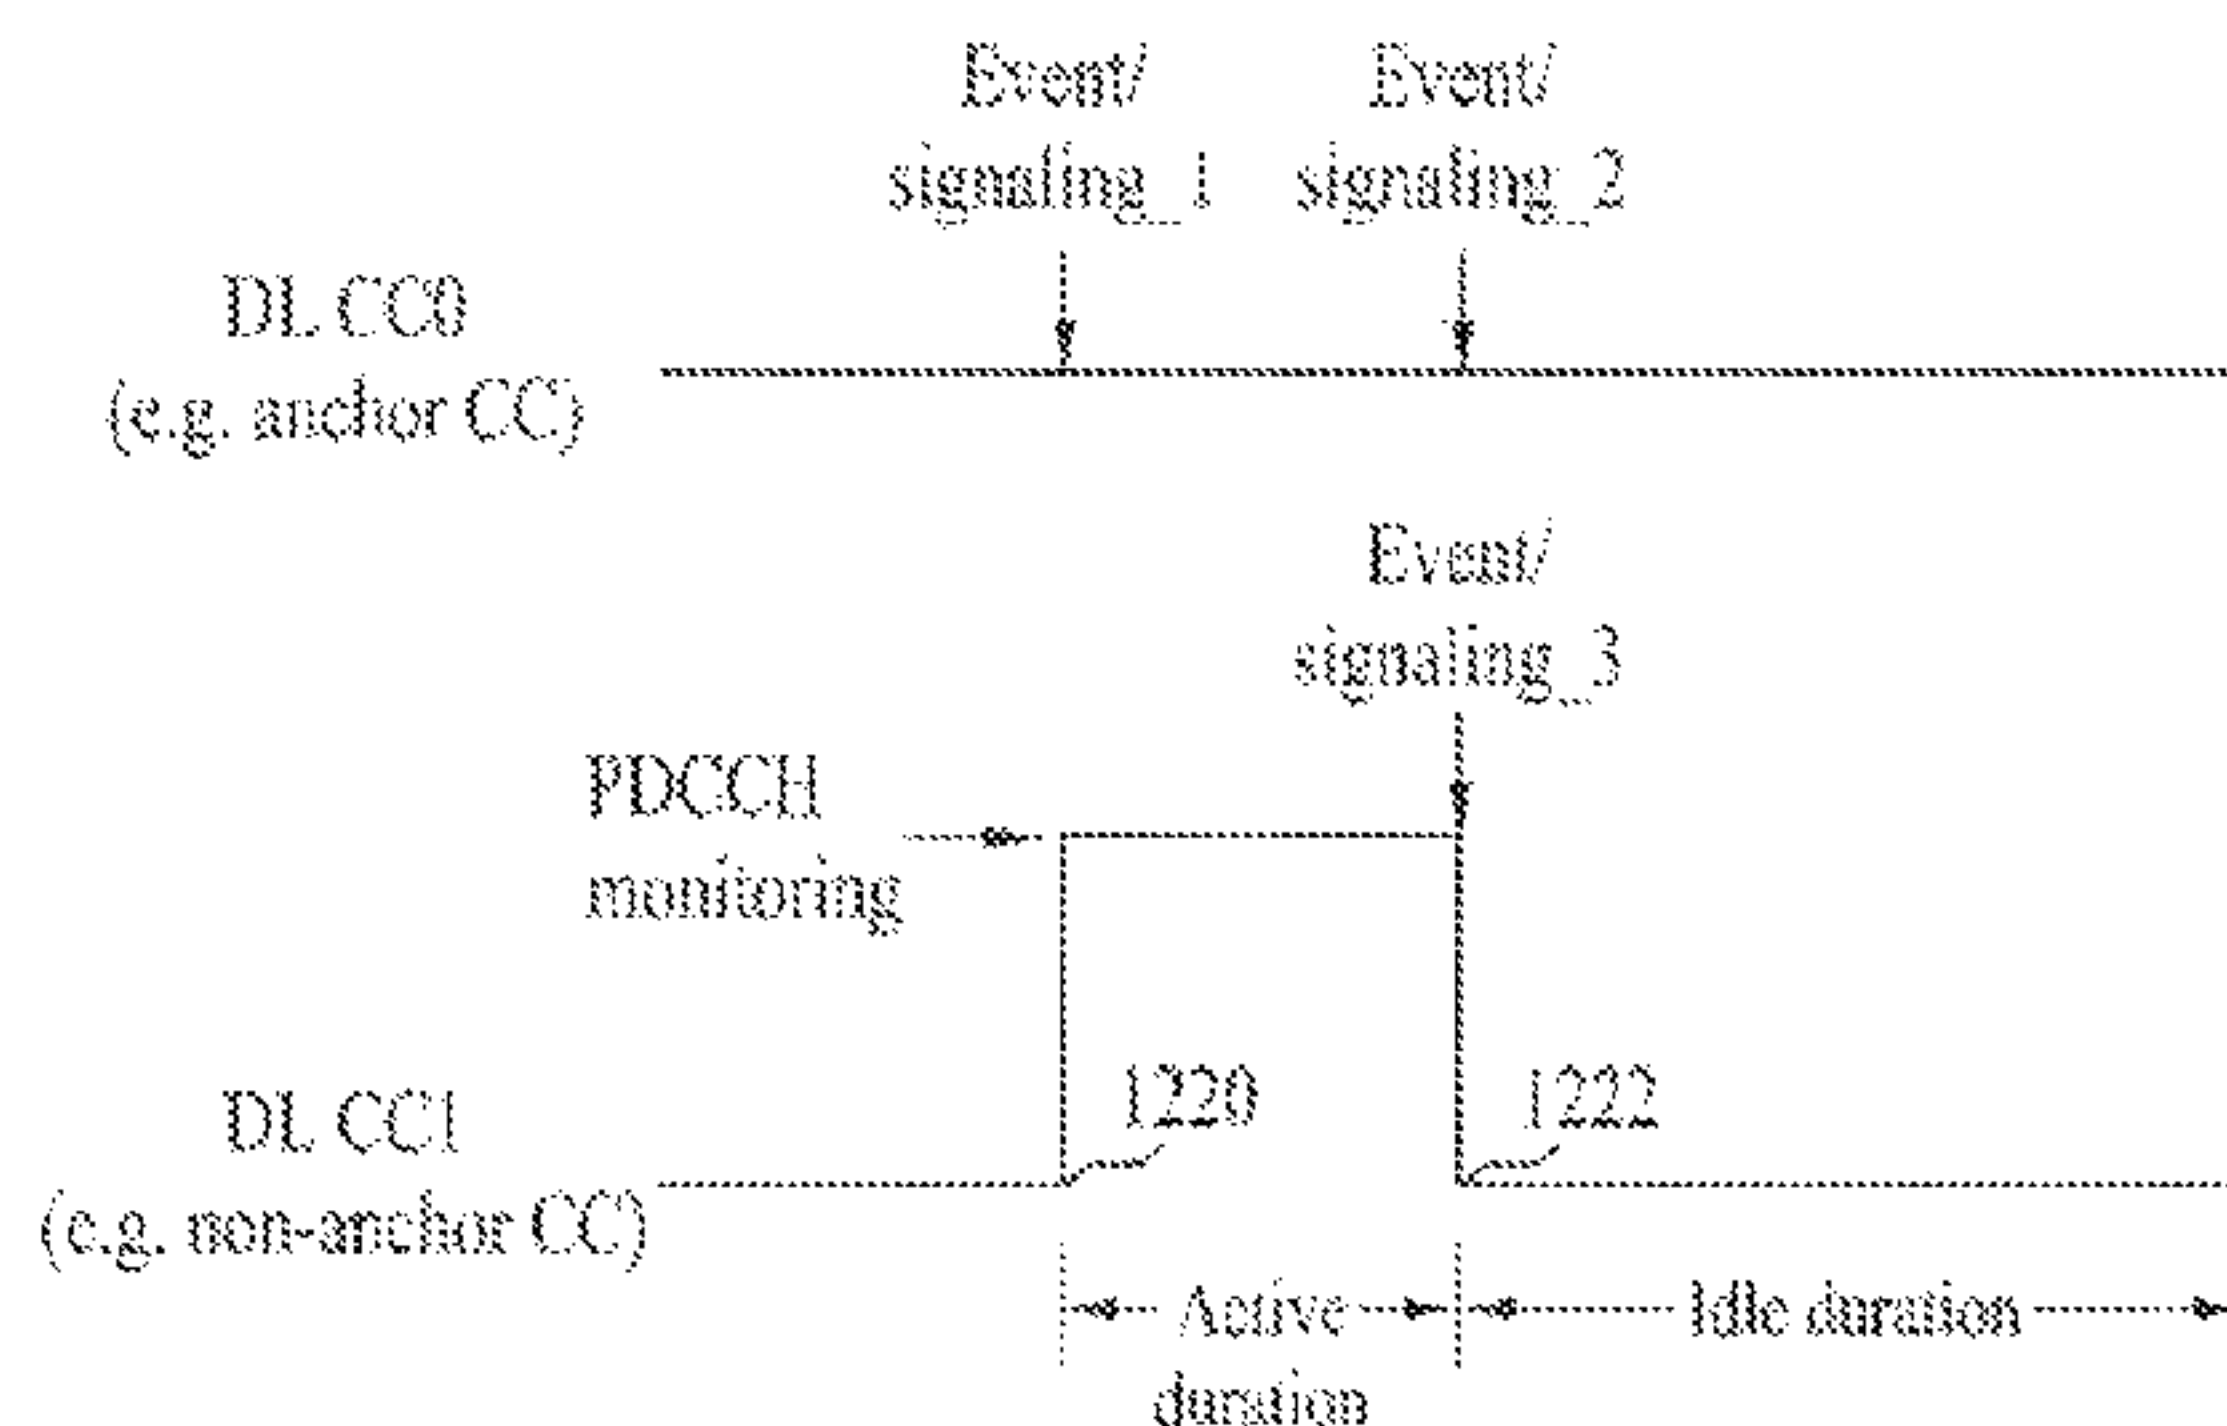 Event/
signaling_1
Event/
signaling_2
DL CC0
(e.g. anchor CC)
Event/
signaling_3
PDCCH
monitoring
1220
1222
DL CC1
(e.g. non-anchor CC)
Active
duration
Idle duration